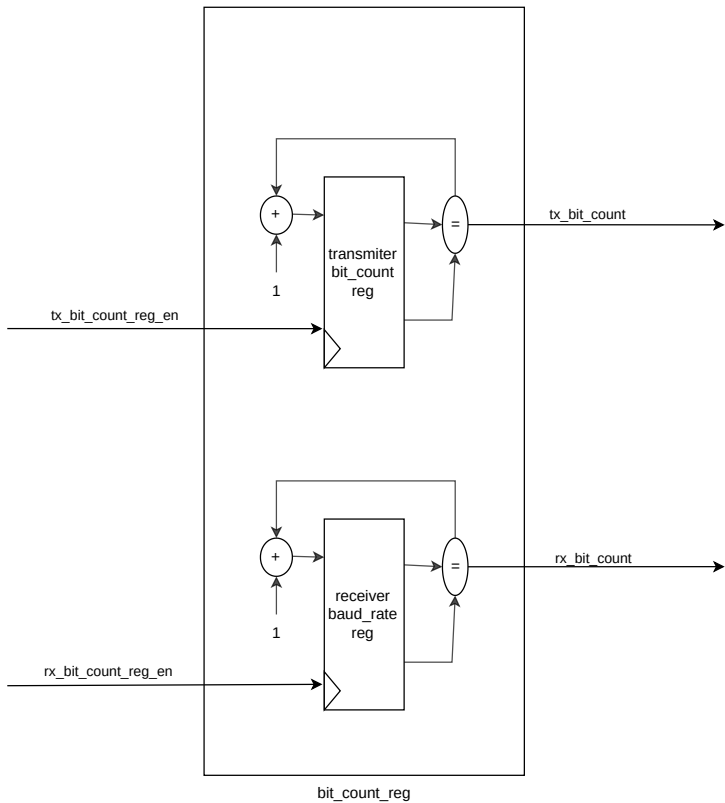 +
=
tx_bit_count
transmiter
bit_count
reg
1
tx_bit_count_reg_en
+
=
rx_bit_count
receiver
baud_rate
reg
1
rx_bit_count_reg_en
bit_count_reg